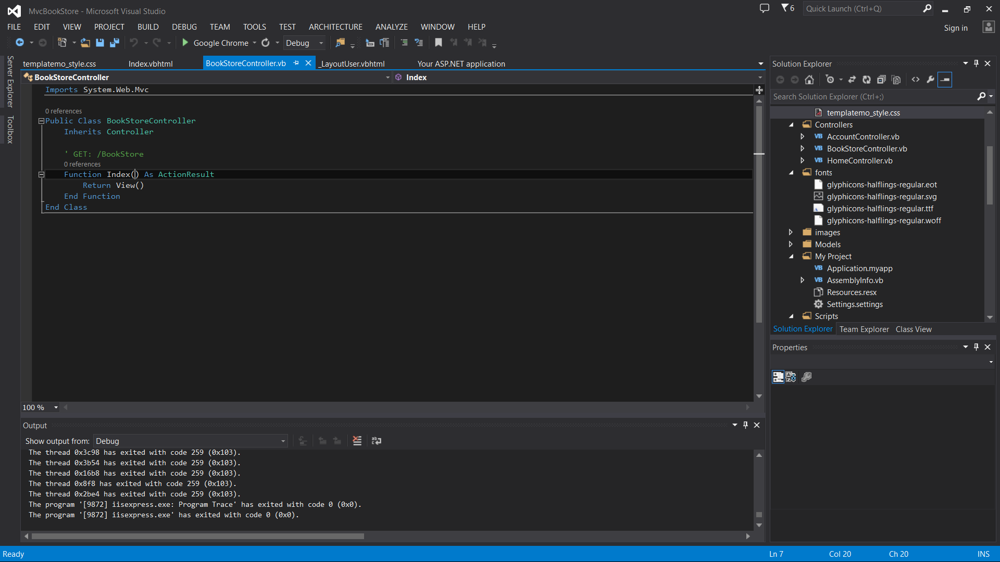 MvcBookStore - Microsoft Visual Studio
6
Quick Launch (Ctrl+Q)
FILE EDIT VIEW PROJECT BUILD DEBUG TEAM TOOLS TEST ARCHITECTURE ANALYZE WINDOW HELP
Sign in
Google Chrome
Debug
Server Explorer
Toolbox
templatemo_style.css Index.vbhtml BookStoreController.vb _LayoutUser.vbhtml Your ASP.NET application
BookStoreController Index
Imports System.Web.Mvc
0 references
Public Class BookStoreController
Inherits Controller
' GET: /BookStore
0 references
Function Index() As ActionResult
Return View()
End Function
End Class
100 %
Output
Show output from: Debug
The thread 0x3c98 has exited with code 259 (0x103).
The thread 0x3b54 has exited with code 259 (0x103).
The thread 0x16b8 has exited with code 259 (0x103).
The thread 0x8f8 has exited with code 259 (0x103).
The thread 0x2be4 has exited with code 259 (0x103).
The program '[9872] iisexpress.exe: Program Trace' has exited with code 0 (0x0).
The program '[9872] iisexpress.exe' has exited with code 0 (0x0).
Solution Explorer
Search Solution Explorer (Ctrl+;)
templatemo_style.css
Controllers
VB AccountController.vb
VB BookStoreController.vb
VB HomeController.vb
fonts
glyphicons-halflings-regular.eot
glyphicons-halflings-regular.svg
glyphicons-halflings-regular.ttf
glyphicons-halflings-regular.woff
images
Models
My Project
VB Application.myapp
VB AssemblyInfo.vb
Resources.resx
Settings.settings
Scripts
Solution Explorer Team Explorer Class View
Properties
Ready
Ln 7 Col 20 Ch 20 INS